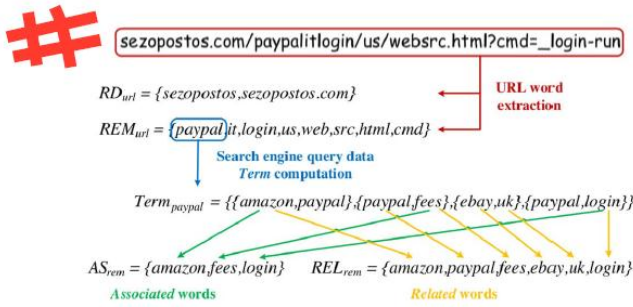 sezopostos.com/paypalitlogin/us/websrc.html?cmd=_login-run
RDurl = {sezopostos,sezopostos.com}
URL word
extraction
REMurl = {paypal,it,login,us,web,src,html,cmd}
Search engine query data
Term computation
Termpaypal = {{amazon,paypal},{paypal,fees},{ebay,uk},{paypal,login}}
ASrem = {amazon,fees,login} RELrem = {amazon,paypal,fees,ebay,uk,login}
Associated words Related words